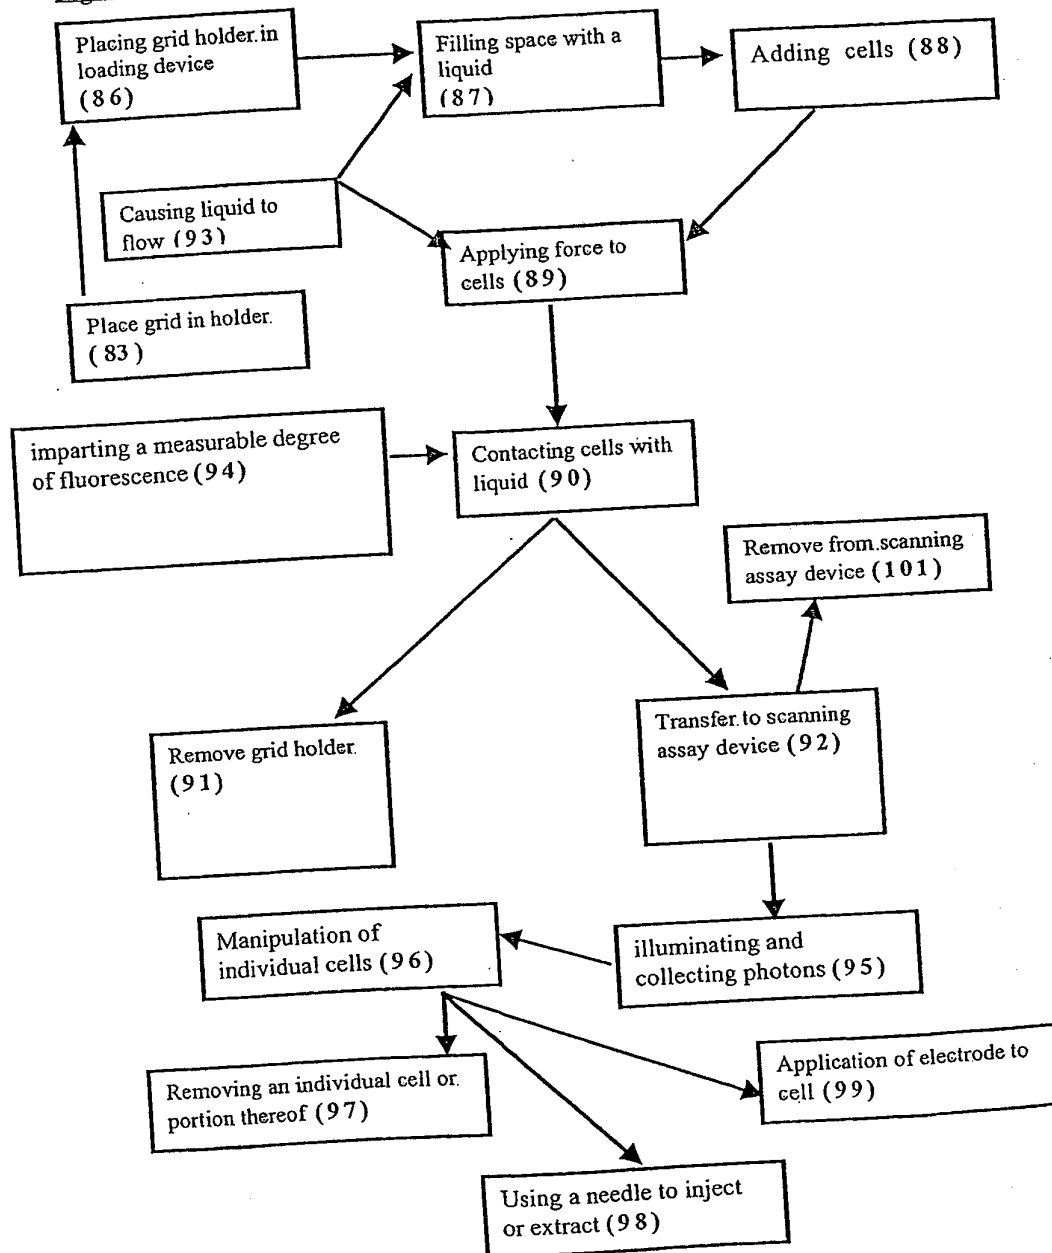 Placing grid holder in
loading device
(86)
Filling space with a
liquid
(87)
Adding cells (88)
Causing liquid to
flow (93)
Applying force to
cells (89)
Place grid in holder.
(83)
imparting a measurable degree
of fluorescence (94)
Contacting cells with
liquid (90)
Remove from scanning
assay device (101)
Transfer to scanning
assay device (92)
Remove grid holder.
(91)
Manipulation of
individual cells (96)
illuminating and
collecting photons (95)
Removing an individual cell or
portion thereof (97)
Application of electrode to
cell (99)
Using a needle to inject
or extract (98)